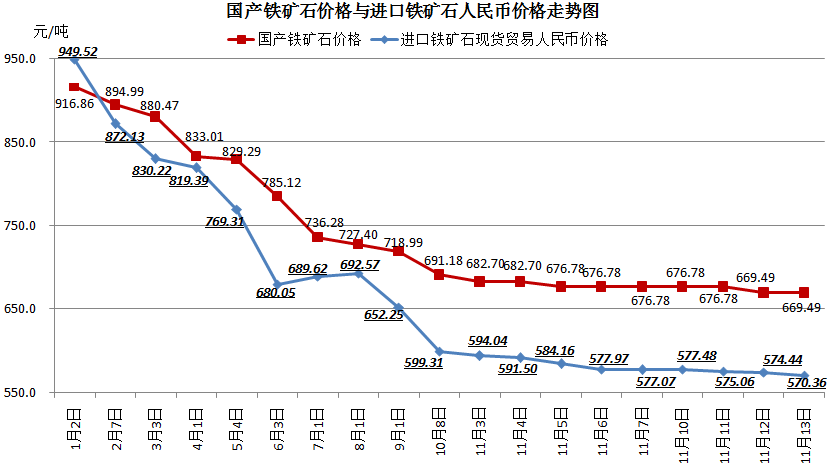 国产铁矿石价格与进口铁矿石人民币价格走势图
元/吨
国产铁矿石价格 进口铁矿石现货贸易人民币价格
950.0
850.0
750.0
650.0
550.0
916.86
894.99
880.47
833.01
829.29
785.12
736.28
727.40
718.99
691.18
682.70
682.70
676.78
676.78
676.78
676.78
676.78
669.49
669.49
949.52
872.13
830.22
819.39
769.31
680.05
689.62
692.57
652.25
599.31
594.04
591.50
584.16
577.97
577.07
577.48
575.06
574.44
570.36
1月2日
2月7日
3月3日
4月1日
5月4日
6月3日
7月1日
8月1日
9月1日
10月8日
11月3日
11月4日
11月5日
11月6日
11月7日
11月10日
11月11日
11月12日
11月13日